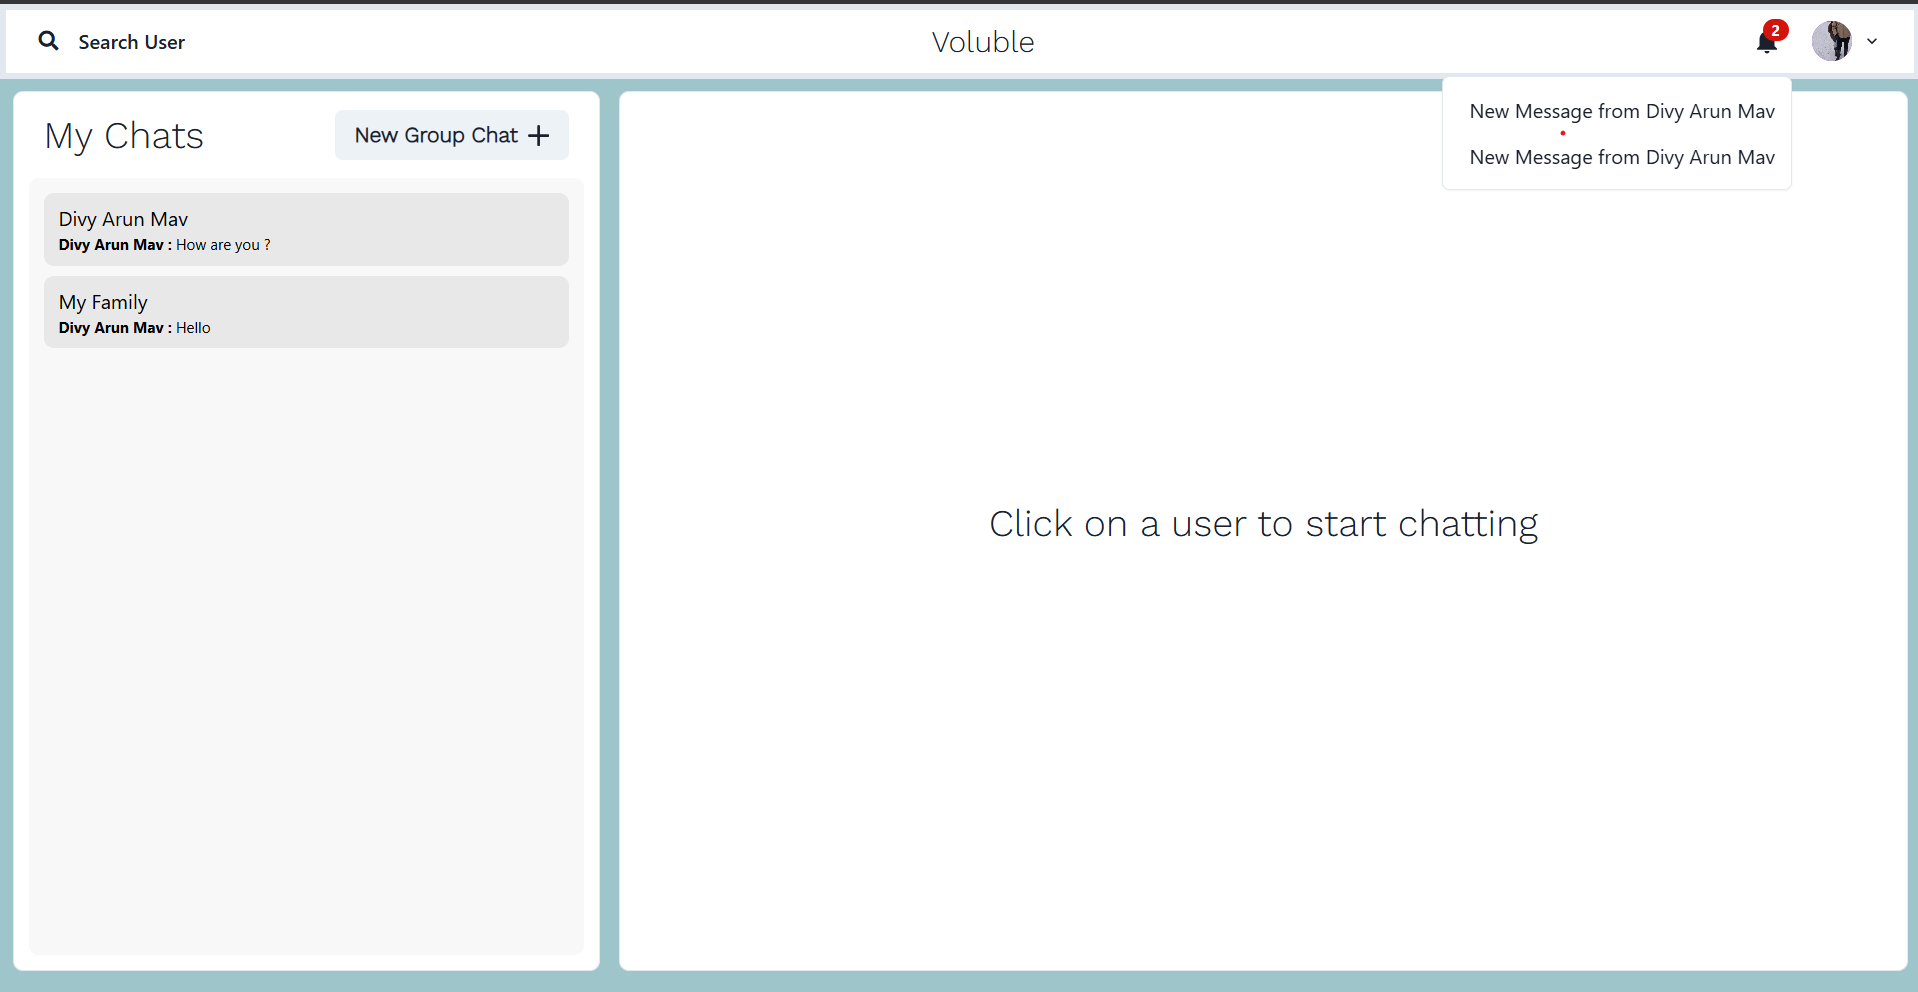 Search User
Voluble
2
New Message from Divy Arun Mav
New Message from Divy Arun Mav
My Chats
New Group Chat +
Divy Arun Mav
Divy Arun Mav : How are you ?
My Family
Divy Arun Mav : Hello
Click on a user to start chatting